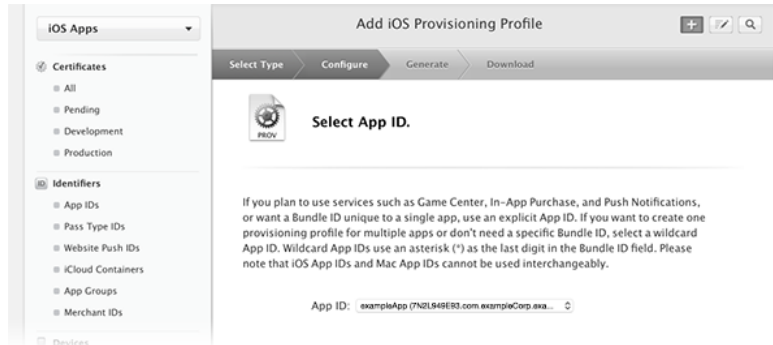 iOS Apps
Add iOS Provisioning Profile
Select Type
Configure
Generate
Download
Certificates
All
Pending
Development
Production
Identifiers
App IDs
Pass Type IDs
Website Push IDs
iCloud Containers
App Groups
Merchant IDs
Devices
PROV
Select App ID.
If you plan to use services such as Game Center, In-App Purchase, and Push Notifications,
or want a Bundle ID unique to a single app, use an explicit App ID. If you want to create one
provisioning profile for multiple apps or don't need a specific Bundle ID, select a wildcard
App ID. Wildcard App IDs use an asterisk (*) as the last digit in the Bundle ID field. Please
note that iOS App IDs and Mac App IDs cannot be used interchangeably.
App ID: exampleApp (7N2L949E93.com.exampleCorp.exa...